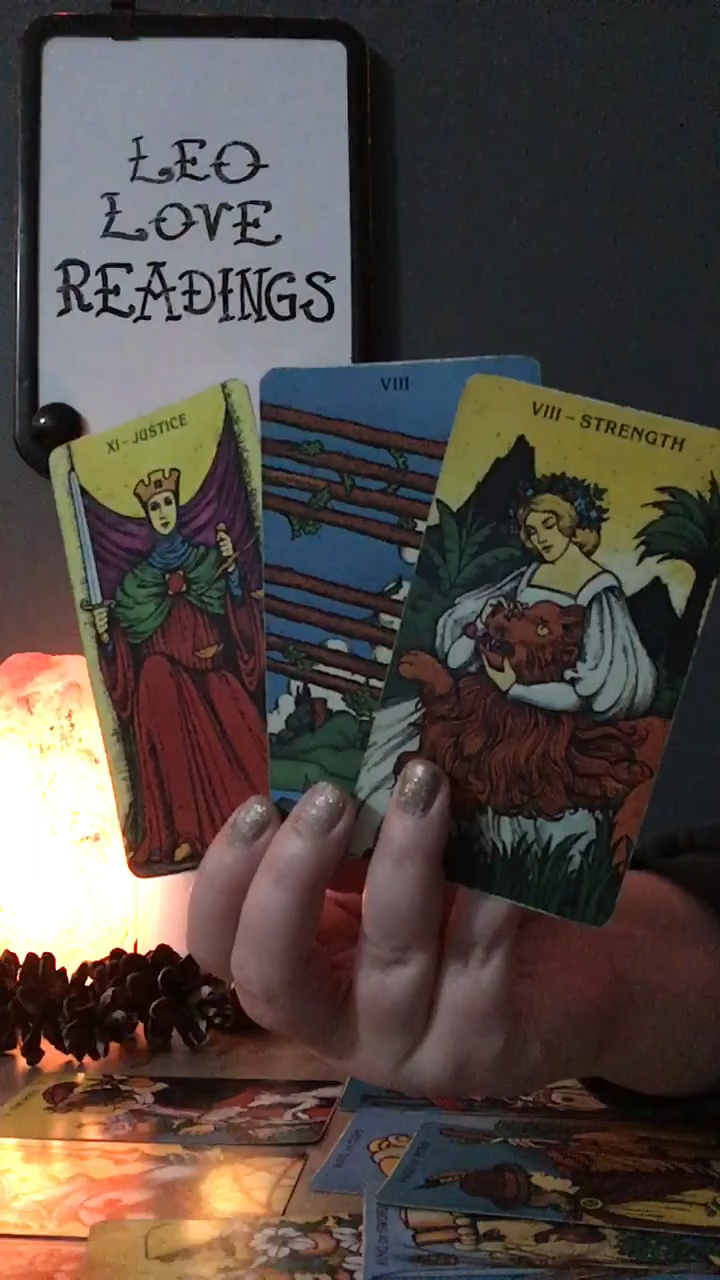 LEO
LOVE
READINGS
XI – JUSTICE
VIII
VIII – STRENGTH